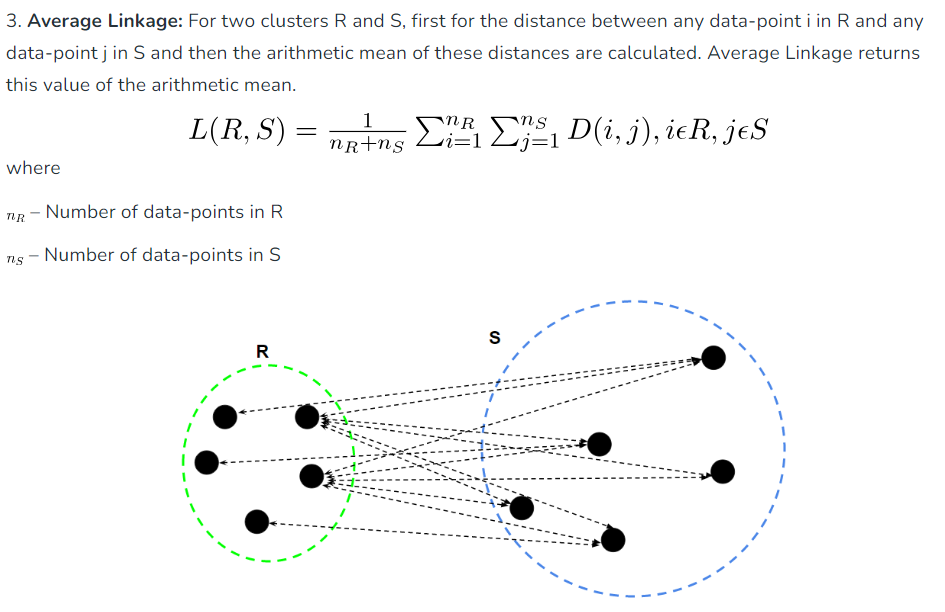 3. Average Linkage: For two clusters R and S, first for the distance between any data-point i in R and any
data-point j in S and then the arithmetic mean of these distances are calculated. Average Linkage returns
this value of the arithmetic mean.
L(R, S) = \frac{1}{n_R+n_S} \sum_{i=1}^{n_R} \sum_{j=1}^{n_S} D(i, j), iϵR, jϵS
where
n_R – Number of data-points in R
n_S – Number of data-points in S
S
R